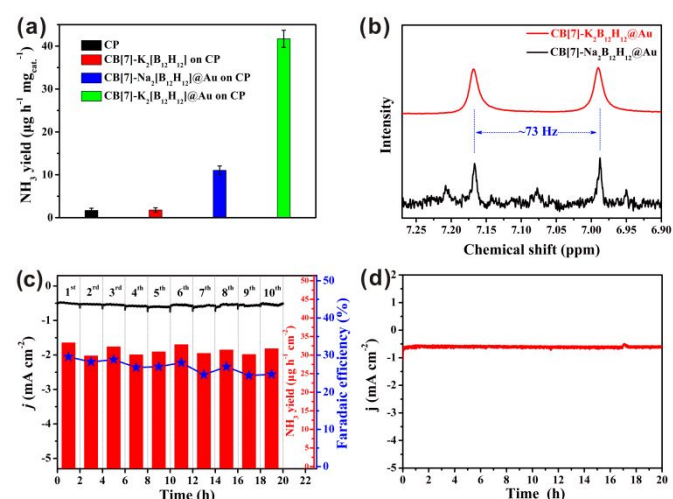 (a)
NH₃ yield (μg h⁻¹ mg_cat.⁻¹)
40
30
20
10
0
CP
CB[7]-K₂[B₁₂H₁₂] on CP
CB[7]-Na₂[B₁₂H₁₂]@Au on CP
CB[7]-K₂[B₁₂H₁₂]@Au on CP
(b)
Intensity
CB[7]-K₂B₁₂H₁₂@Au
CB[7]-Na₂B₁₂H₁₂@Au
~73 Hz
7.25 7.20 7.15 7.10 7.05 7.00 6.95 6.90
Chemical shift (ppm)
(c)
j (mA cm⁻²)
0
-1
-2
-3
-4
-5
1ˢᵗ 2ʳᵈ 3ʳᵈ 4ᵗʰ 5ᵗʰ 6ᵗʰ 7ᵗʰ 8ᵗʰ 9ᵗʰ 10ᵗʰ
0 2 4 6 8 10 12 14 16 18 20 22
Time (h)
50
45
40
35
30
25
20
15
10
5
0
NH₃ yield (μg h⁻¹ cm⁻²)
50
40
30
20
10
0
Faradaic efficiency (%)
(d)
j (mA cm⁻²)
2
1
0
-1
-2
-3
-4
-5
0 2 4 6 8 10 12 14 16 18 20
Time (h)